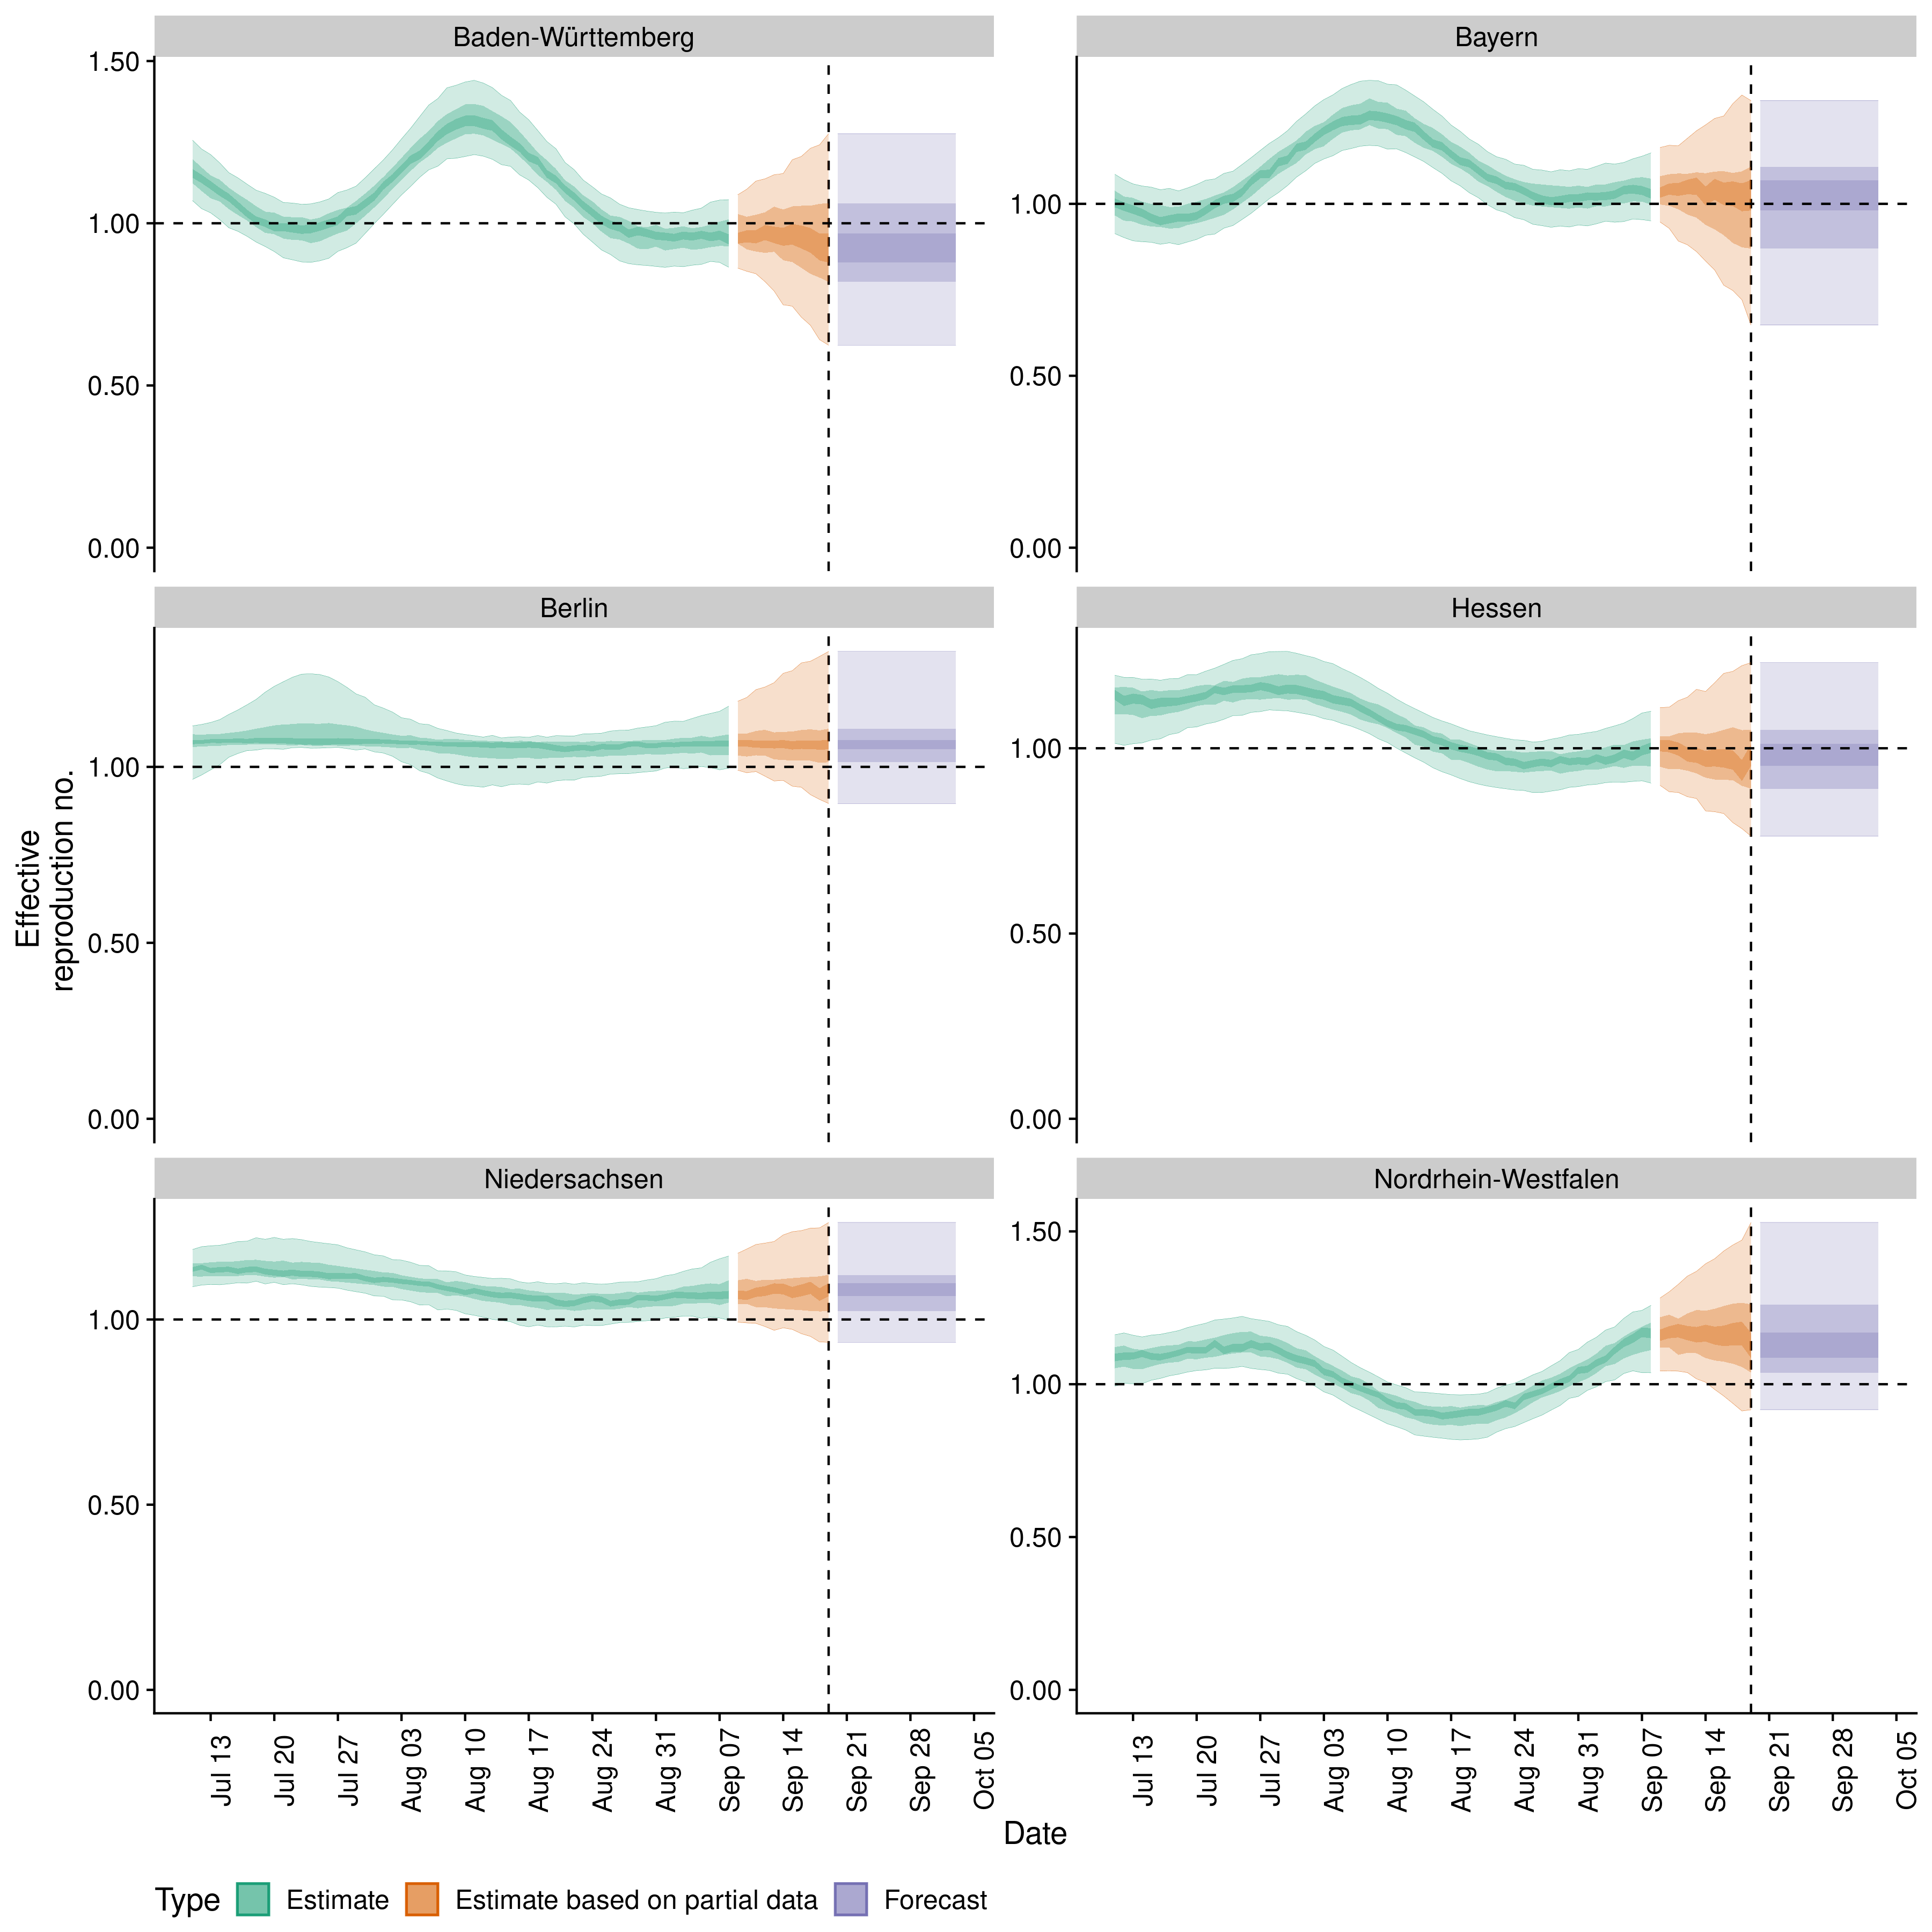 Baden-Württemberg
Bayern
1.50
1.00
0.50
0.00
1.00
0.50
0.00
Berlin
Hessen
1.00
0.50
0.00
1.00
0.50
0.00
Effective
reproduction no.
Niedersachsen
Nordrhein-Westfalen
1.00
0.50
0.00
1.50
1.00
0.50
0.00
Jul 13
Jul 20
Jul 27
Aug 03
Aug 10
Aug 17
Aug 24
Aug 31
Sep 07
Sep 14
Sep 21
Sep 28
Oct 05
Jul 13
Jul 20
Jul 27
Aug 03
Aug 10
Aug 17
Aug 24
Aug 31
Sep 07
Sep 14
Sep 21
Sep 28
Oct 05
Date
Type Estimate Estimate based on partial data Forecast